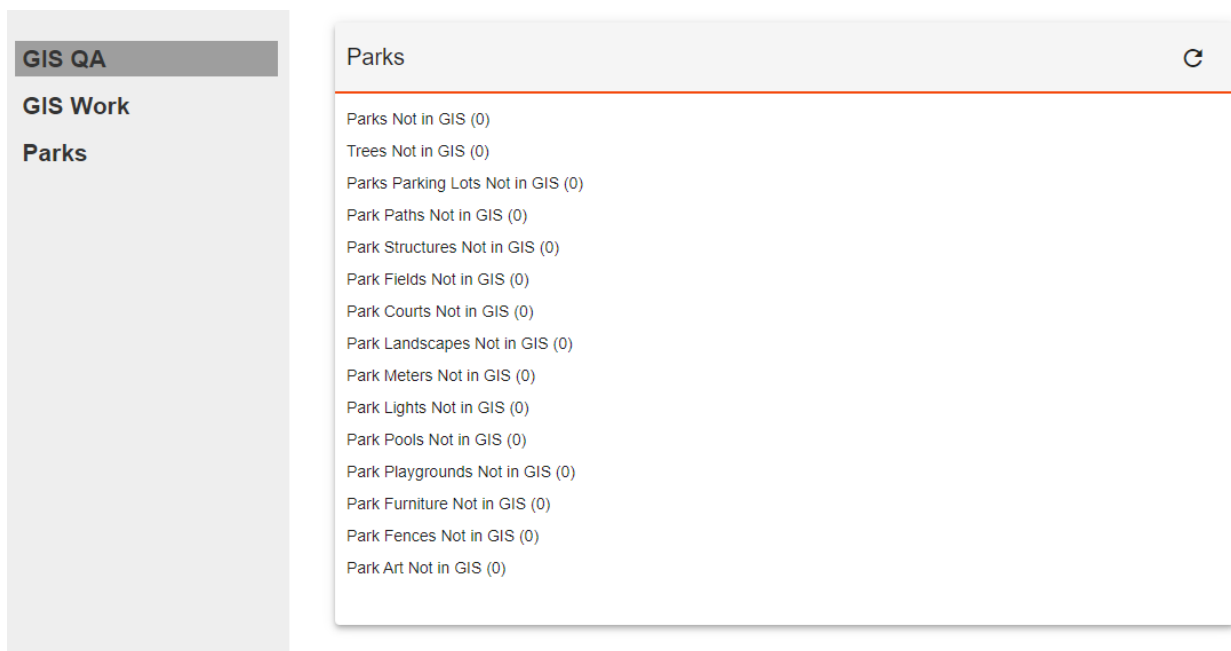 GIS QA
GIS Work
Parks
Parks
Parks Not in GIS (0)
Trees Not in GIS (0)
Parks Parking Lots Not in GIS (0)
Park Paths Not in GIS (0)
Park Structures Not in GIS (0)
Park Fields Not in GIS (0)
Park Courts Not in GIS (0)
Park Landscapes Not in GIS (0)
Park Meters Not in GIS (0)
Park Lights Not in GIS (0)
Park Pools Not in GIS (0)
Park Playgrounds Not in GIS (0)
Park Furniture Not in GIS (0)
Park Fences Not in GIS (0)
Park Art Not in GIS (0)